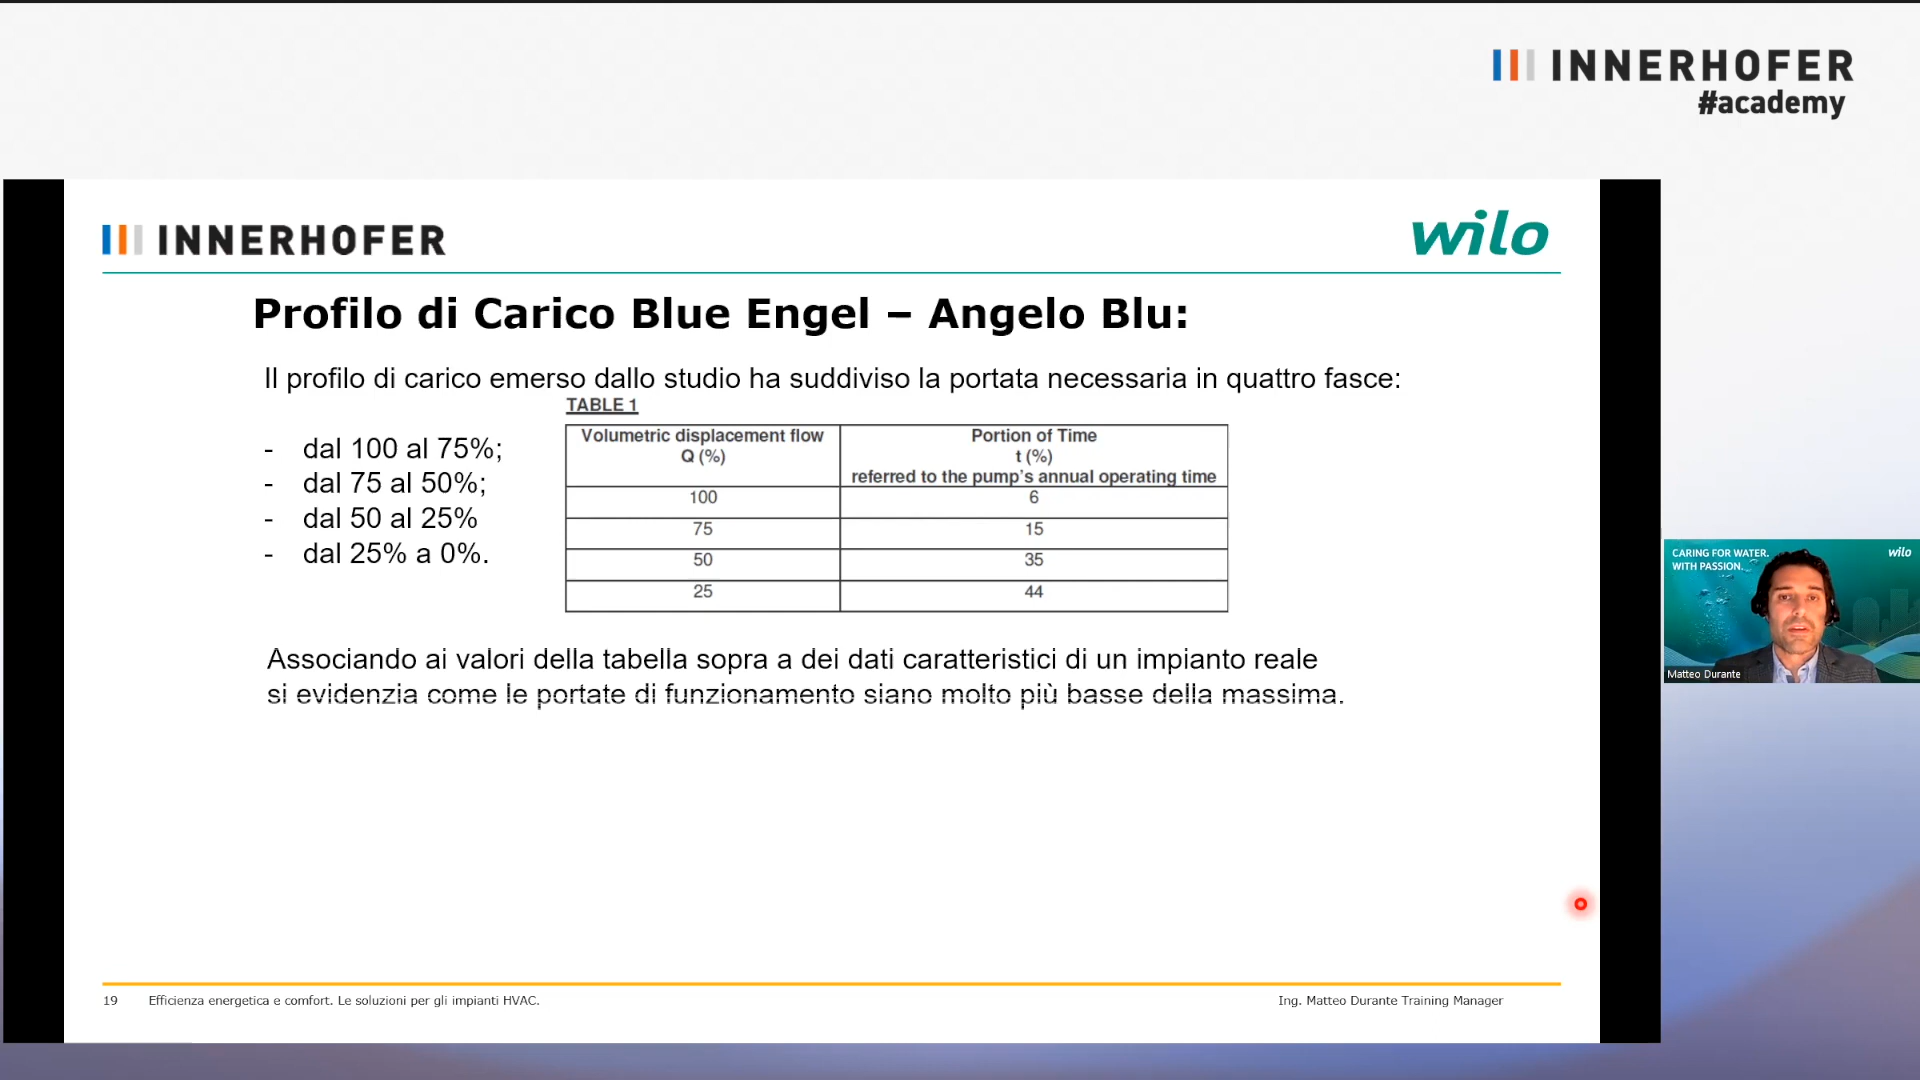 INNERHOFER
#academy
INNERHOFER
wilo
Profilo di Carico Blue Engel – Angelo Blu:
Il profilo di carico emerso dallo studio ha suddiviso la portata necessaria in quattro fasce:
- dal 100 al 75%;
- dal 75 al 50%;
- dal 50 al 25%
- dal 25% a 0%.
TABLE 1
Volumetric displacement flow
Q (%)
Portion of Time
t (%)
referred to the pump's annual operating time
100 6
75 15
50 35
25 44
Associando ai valori della tabella sopra a dei dati caratteristici di un impianto reale
si evidenzia come le portate di funzionamento siano molto più basse della massima.
CARING FOR WATER.
WITH PASSION.
wilo
Matteo Durante
19 Efficienza energetica e comfort. Le soluzioni per gli impianti HVAC.
Ing. Matteo Durante Training Manager